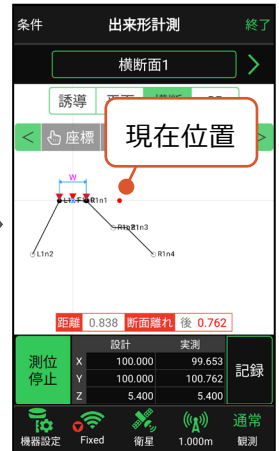 条件 出来形計測 終了
横断面1 >
誘導 横断
< 座標 >
現在位置
W
R1n1
R1n3
L1n2
R1n4
距離 0.838 断面離れ 後 0.762
設計 実測
測位停止 X 100.000 99.653 記録
Y 100.000 100.762
Z 5.400 5.400
機器設定 Fixed 衛星 1.000m 通常観測